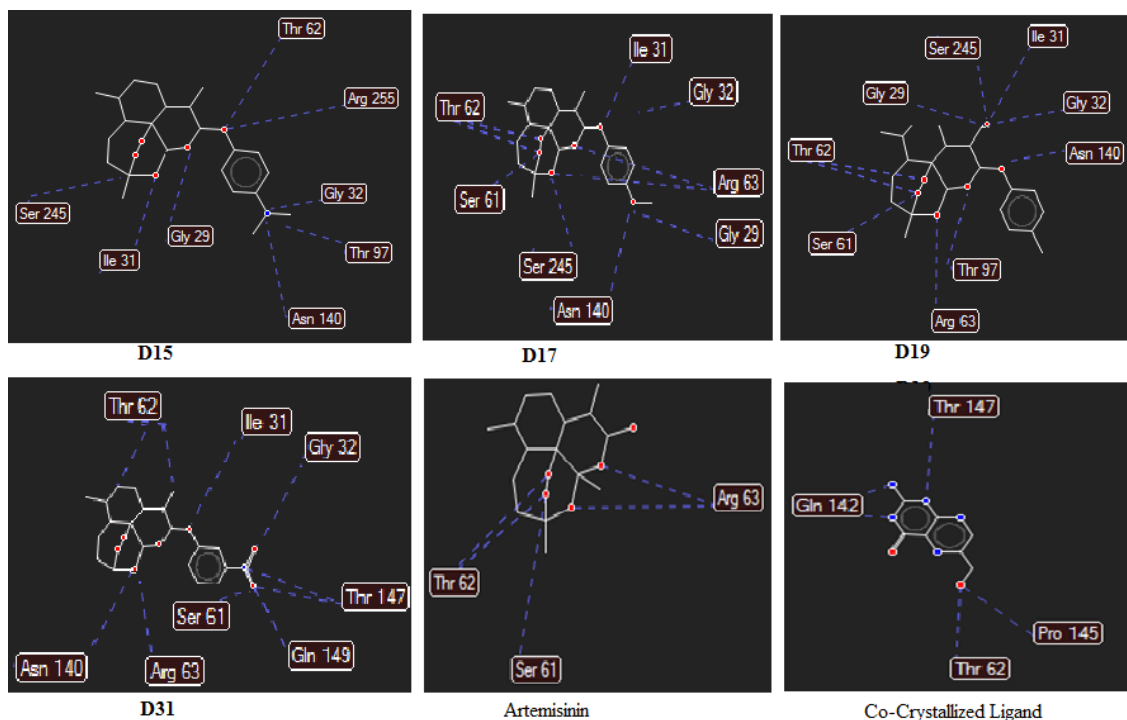 Thr 62
Arg 255
Gly 32
Thr 97
Asn 140
Gly 29
Ile 31
Ser 245
D15
Ile 31
Gly 32
Thr 62
Arg 63
Ser 61
Gly 29
Ser 245
Asn 140
D17
Ile 31
Ser 245
Gly 29
Gly 32
Asn 140
Thr 62
Ser 61
Thr 97
Arg 63
D19
Thr 62
Ile 31
Gly 32
Thr 147
Ser 61
Gln 149
Asn 140
Arg 63
D31
Arg 63
Thr 62
Ser 61
Artemisinin
Thr 147
Gln 142
Pro 145
Thr 62
Co-Crystallized Ligand